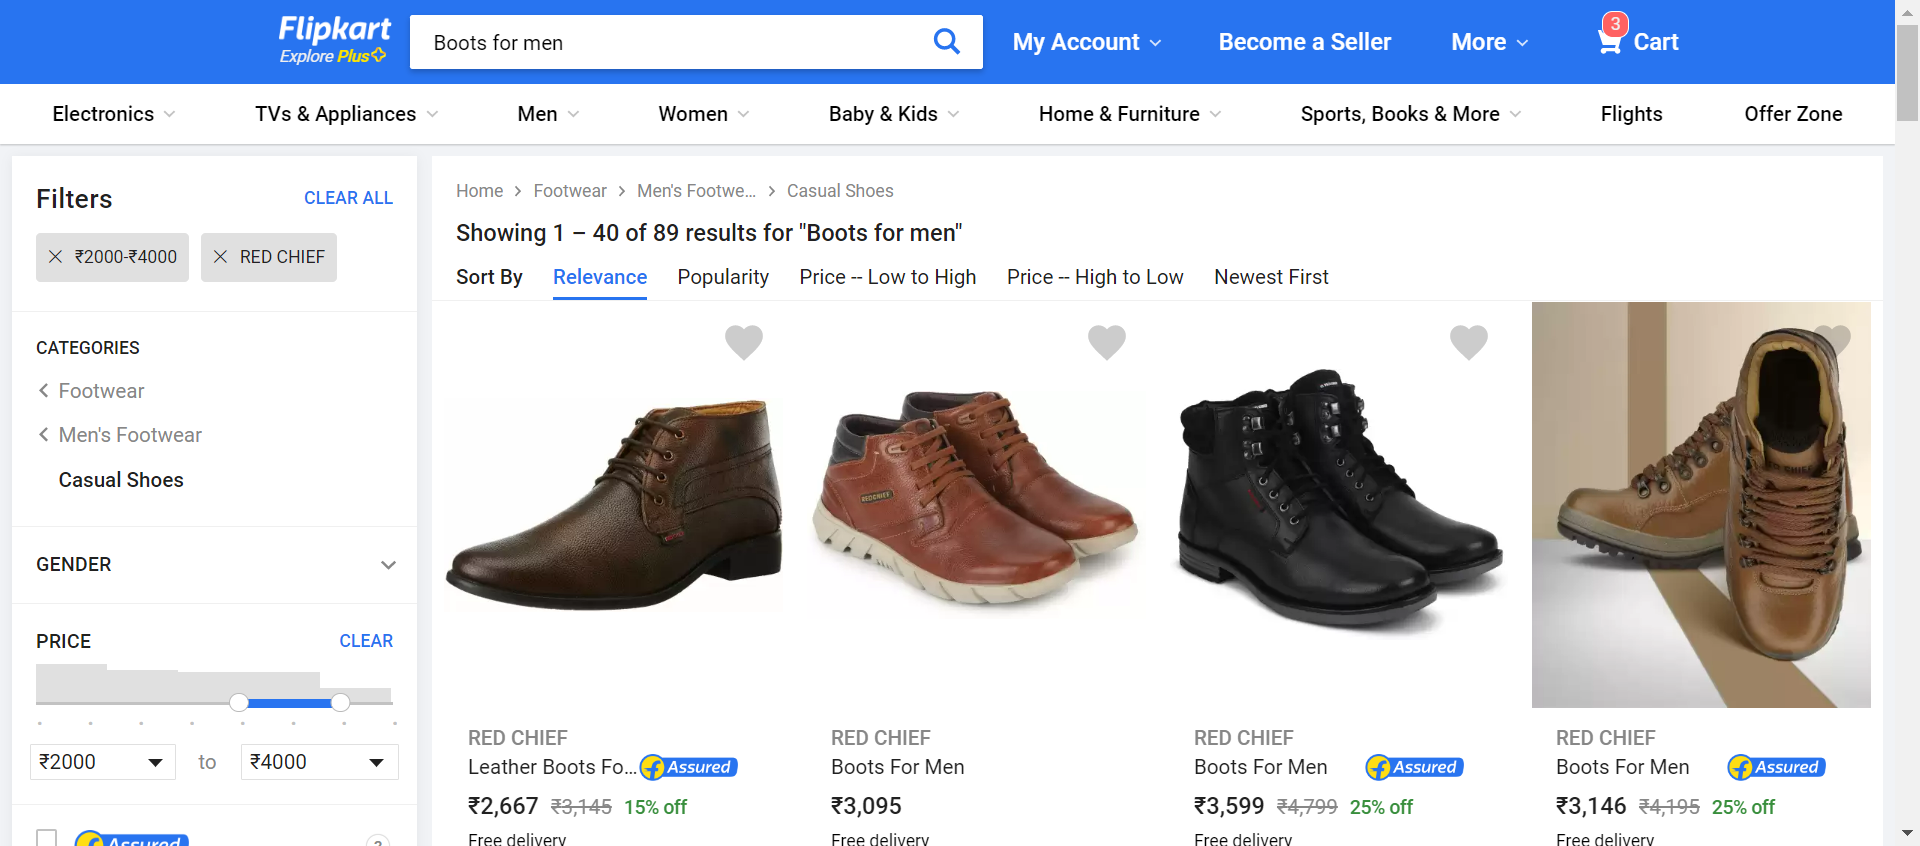 Flipkart
Explore Plus
Boots for men
My Account
Become a Seller
More
3
Cart
Electronics
TVs & Appliances
Men
Women
Baby & Kids
Home & Furniture
Sports, Books & More
Flights
Offer Zone
Filters
CLEAR ALL
₹2000-₹4000
RED CHIEF
CATEGORIES
Footwear
Men's Footwear
Casual Shoes
GENDER
PRICE
CLEAR
₹2000
to
₹4000
Assured
?
Home
Footwear
Men's Footwe...
Casual Shoes
Showing 1 – 40 of 89 results for "Boots for men"
Sort By
Relevance
Popularity
Price -- Low to High
Price -- High to Low
Newest First
REDCHIEF
RED CHIEF
RED CHIEF
Leather Boots Fo...
Assured
₹2,667 ₹3,145 15% off
Free delivery
RED CHIEF
Boots For Men
₹3,095
Free delivery
RED CHIEF
Boots For Men
Assured
₹3,599 ₹4,799 25% off
Free delivery
RED CHIEF
Boots For Men
Assured
₹3,146 ₹4,195 25% off
Free delivery